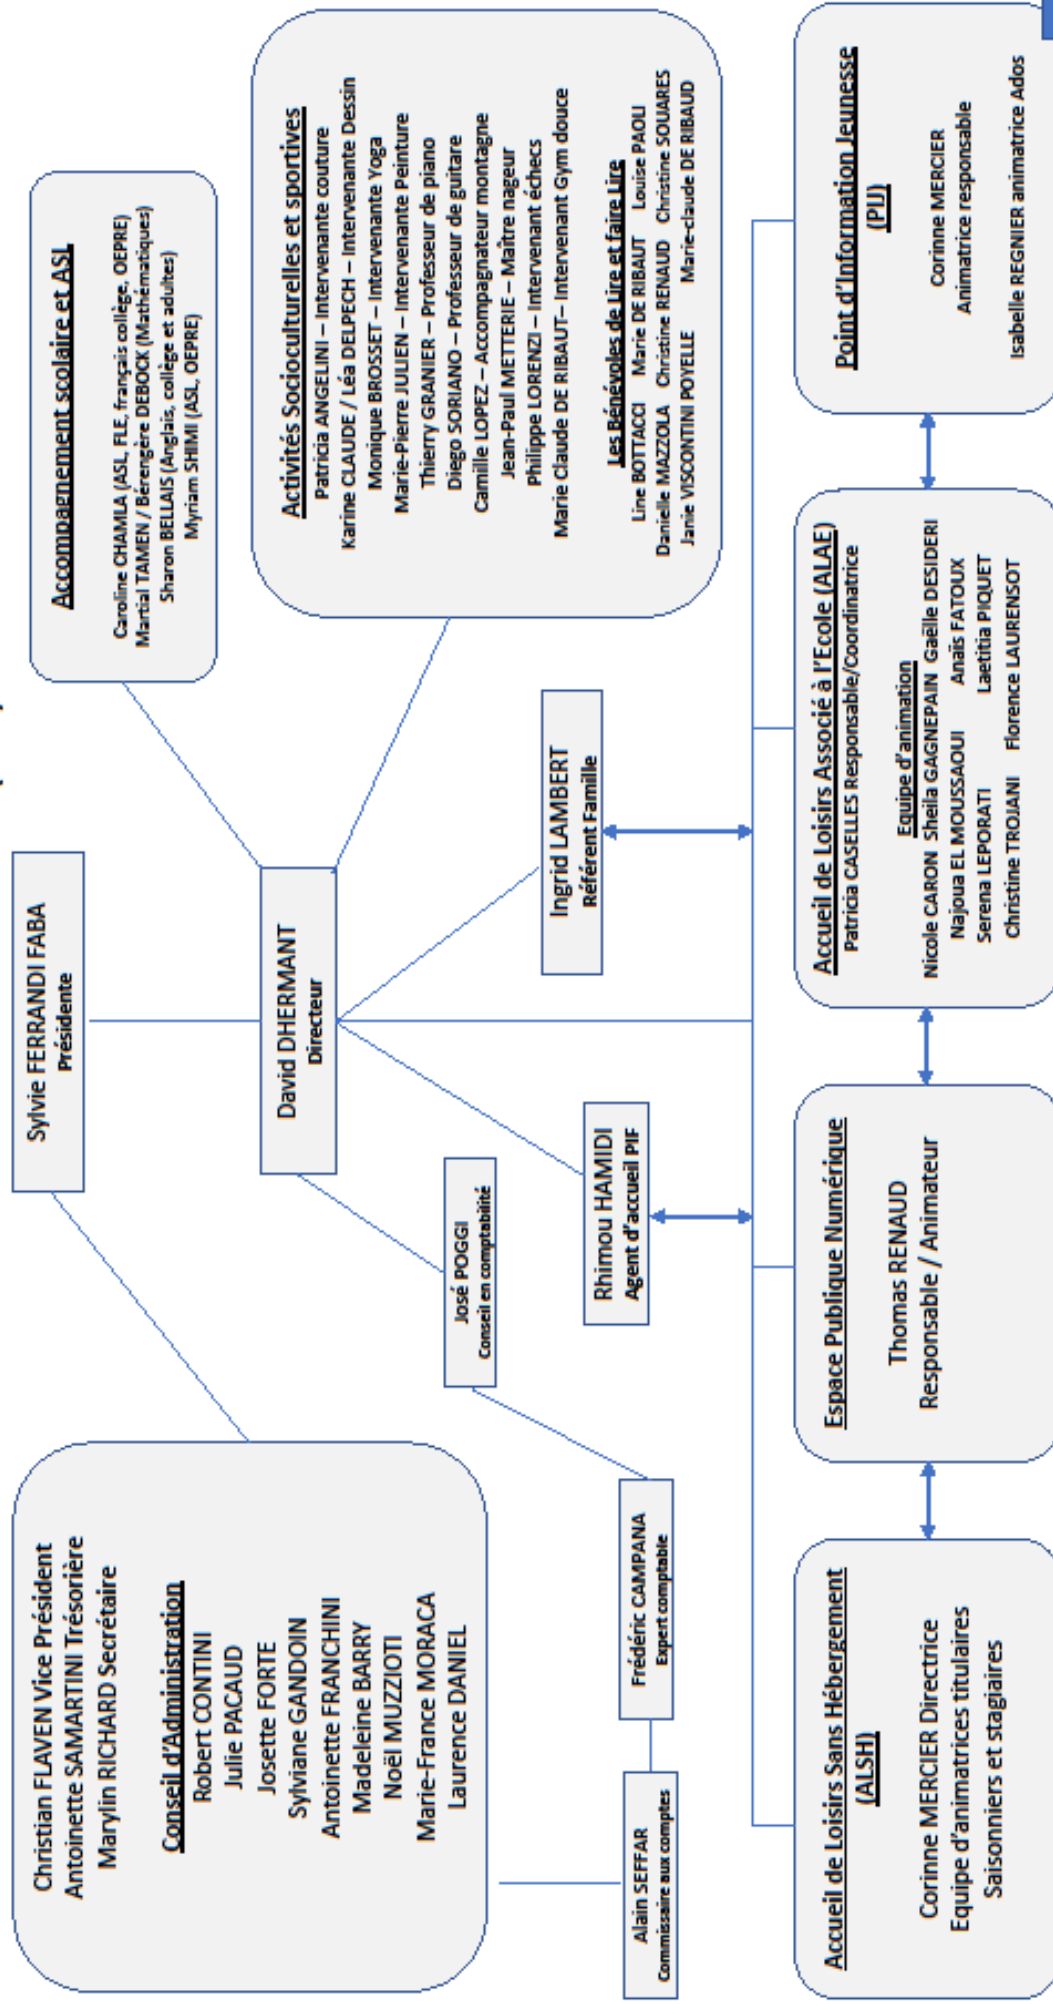 Sylvie FERRANDI FABA
Présidente
Christian FLAVEN Vice Président
Antoinette SAMARTINI Trésorière
Marylin RICHARD Secrétaire
Conseil d'Administration
Robert CONTINI
Julie PACAUD
Josette FORTE
Sylviane GANDOIN
Antoinette FRANCHINI
Madeleine BARRY
Noël MUZZIOTI
Marie-France MORACA
Laurence DANIEL
David DHERMANT
Directeur
Accompagnement scolaire et ASL
Caroline CHAMLA (ASL, FLE, français collège, OEPRE)
Martial TAMEN / Bérengère DEBOCK (Mathématiques)
Sharon BELLAIS (Anglais, collège et adultes)
Myriam SHIMI (ASL, OEPRE)
Activités Socioculturelles et sportives
Patricia ANGELINI – Intervenante couture
Karine CLAUDE / Léa DELPECH – Intervenante Dessin
Monique BROSSET – Intervenante Yoga
Marie-Pierre JULIEN – Intervenante Peinture
Thierry GRANIER – Professeur de piano
Diego SORIANO – Professeur de guitare
Camille LOPEZ – Accompagnateur montagne
Jean-Paul METTERIE – Maître nageur
Philippe LORENZI – Intervenant échecs
Marie Claude DE RIBAUT– Intervenant Gym douce
Les Bénévoles de Lire et faire Lire
Line BOTTACCI Marie DE RIBAUT Louise PAOLI
Danielle MAZZOLA Christine RENAUD Christine SOUARES
Janie VISCONTINI POYELLE Marie-claude DE RIBAUD
José POGGI
Conseil en comptabilité
Rhimou HAMIDI
Agent d'accueil PIF
Ingrid LAMBERT
Référent Famille
Alain SEFFAR
Commissaire aux comptes
Frédéric CAMPANA
Expert comptable
Accueil de Loisirs Sans Hébergement
(ALSH)
Corinne MERCIER Directrice
Equipe d'animatrices titulaires
Saisonniers et stagiaires
Espace Publique Numérique
Thomas RENAUD
Responsable / Animateur
Accueil de Loisirs Associé à l'Ecole (ALAE)
Patricia CASELLES Responsable/Coordinatrice
Equipe d'animation
Nicole CARON Sheila GAGNEPAIN Gaëlle DESIDERI
Najoua EL MOUSSAOUI Anaïs FATOUX
Serena LEPORATI Laetitia PIQUET
Christine TROJANI Florence LAURENSOT
Point d'Information Jeunesse
(PIJ)
Corinne MERCIER
Animatrice responsable
Isabelle REGNIER animatrice Ados